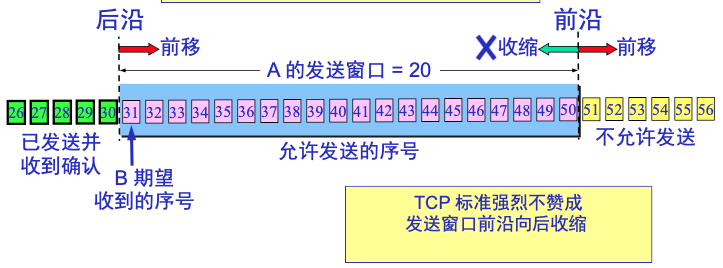 后沿
前沿
前移
收缩
前移
A 的发送窗口 = 20
26 27 28 29 30 31 32 33 34 35 36 37 38 39 40 41 42 43 44 45 46 47 48 49 50 51 52 53 54 55 56
已发送并
收到确认
允许发送的序号
不允许发送
B 期望
收到的序号
TCP 标准强烈不赞成
发送窗口前沿向后收缩